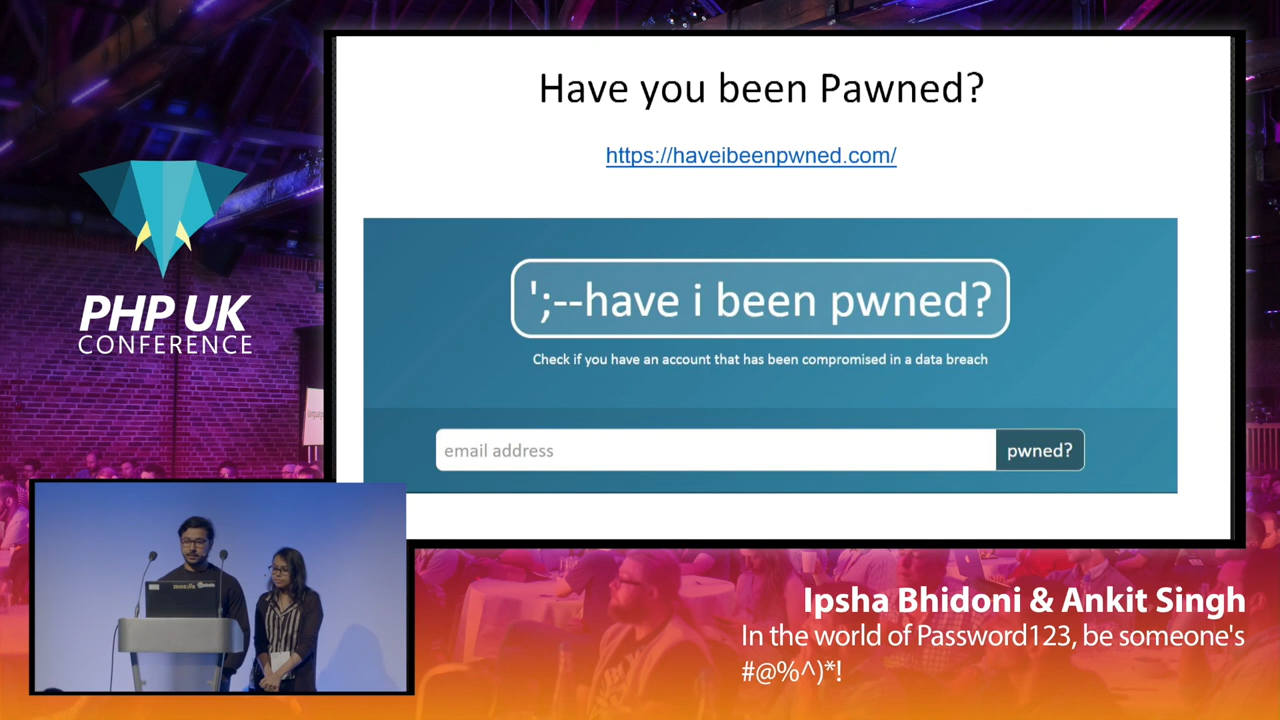 Have you been Pawned?
https://haveibeenpwned.com/
';--have i been pwned?
Check if you have an account that has been compromised in a data breach
email address
pwned?
PHP UK
CONFERENCE
mozilla
Ipsha Bhidoni & Ankit Singh
In the world of Password123, be someone's
#@%^)*!